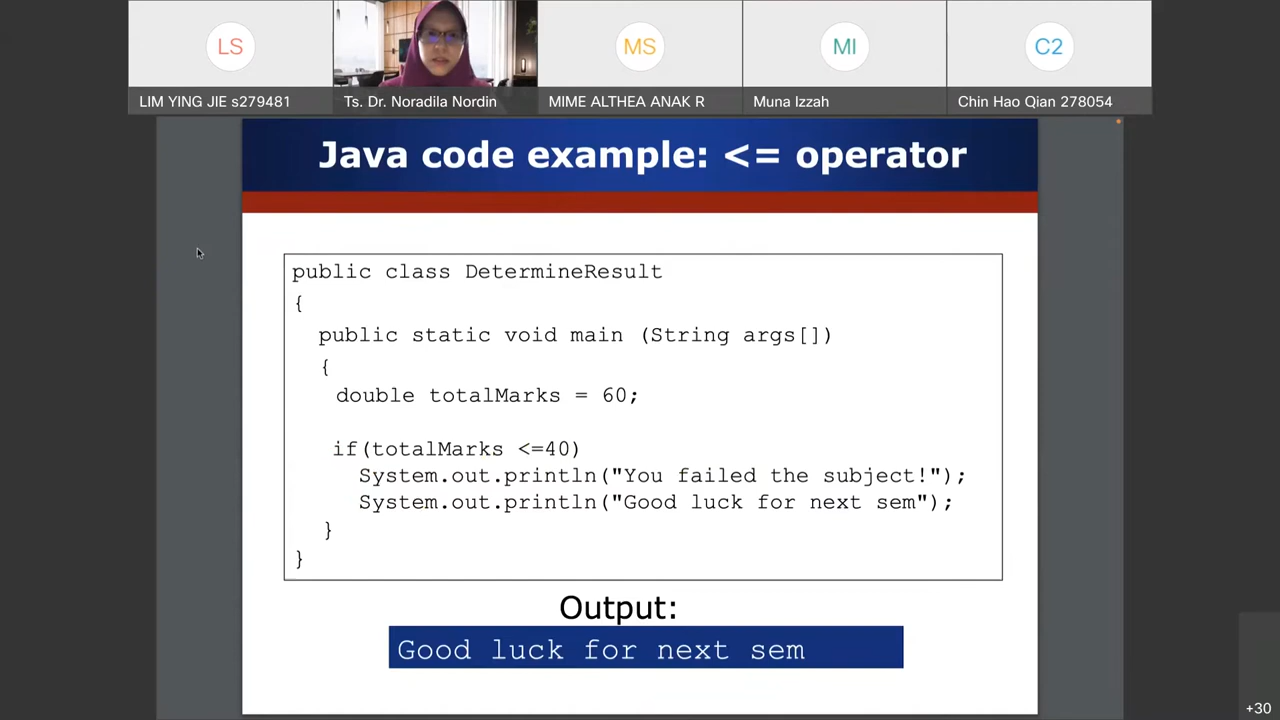 LS
MS
MI
C2
LIM YING JIE s279481
Ts. Dr. Noradila Nordin
MIME ALTHEA ANAK R
Muna Izzah
Chin Hao Qian 278054
Java code example: <= operator
public class DetermineResult
{
public static void main (String args[])
{
double totalMarks = 60;
if(totalMarks <=40)
System.out.println("You failed the subject!");
System.out.println("Good luck for next sem");
}
}
Output:
Good luck for next sem
+30